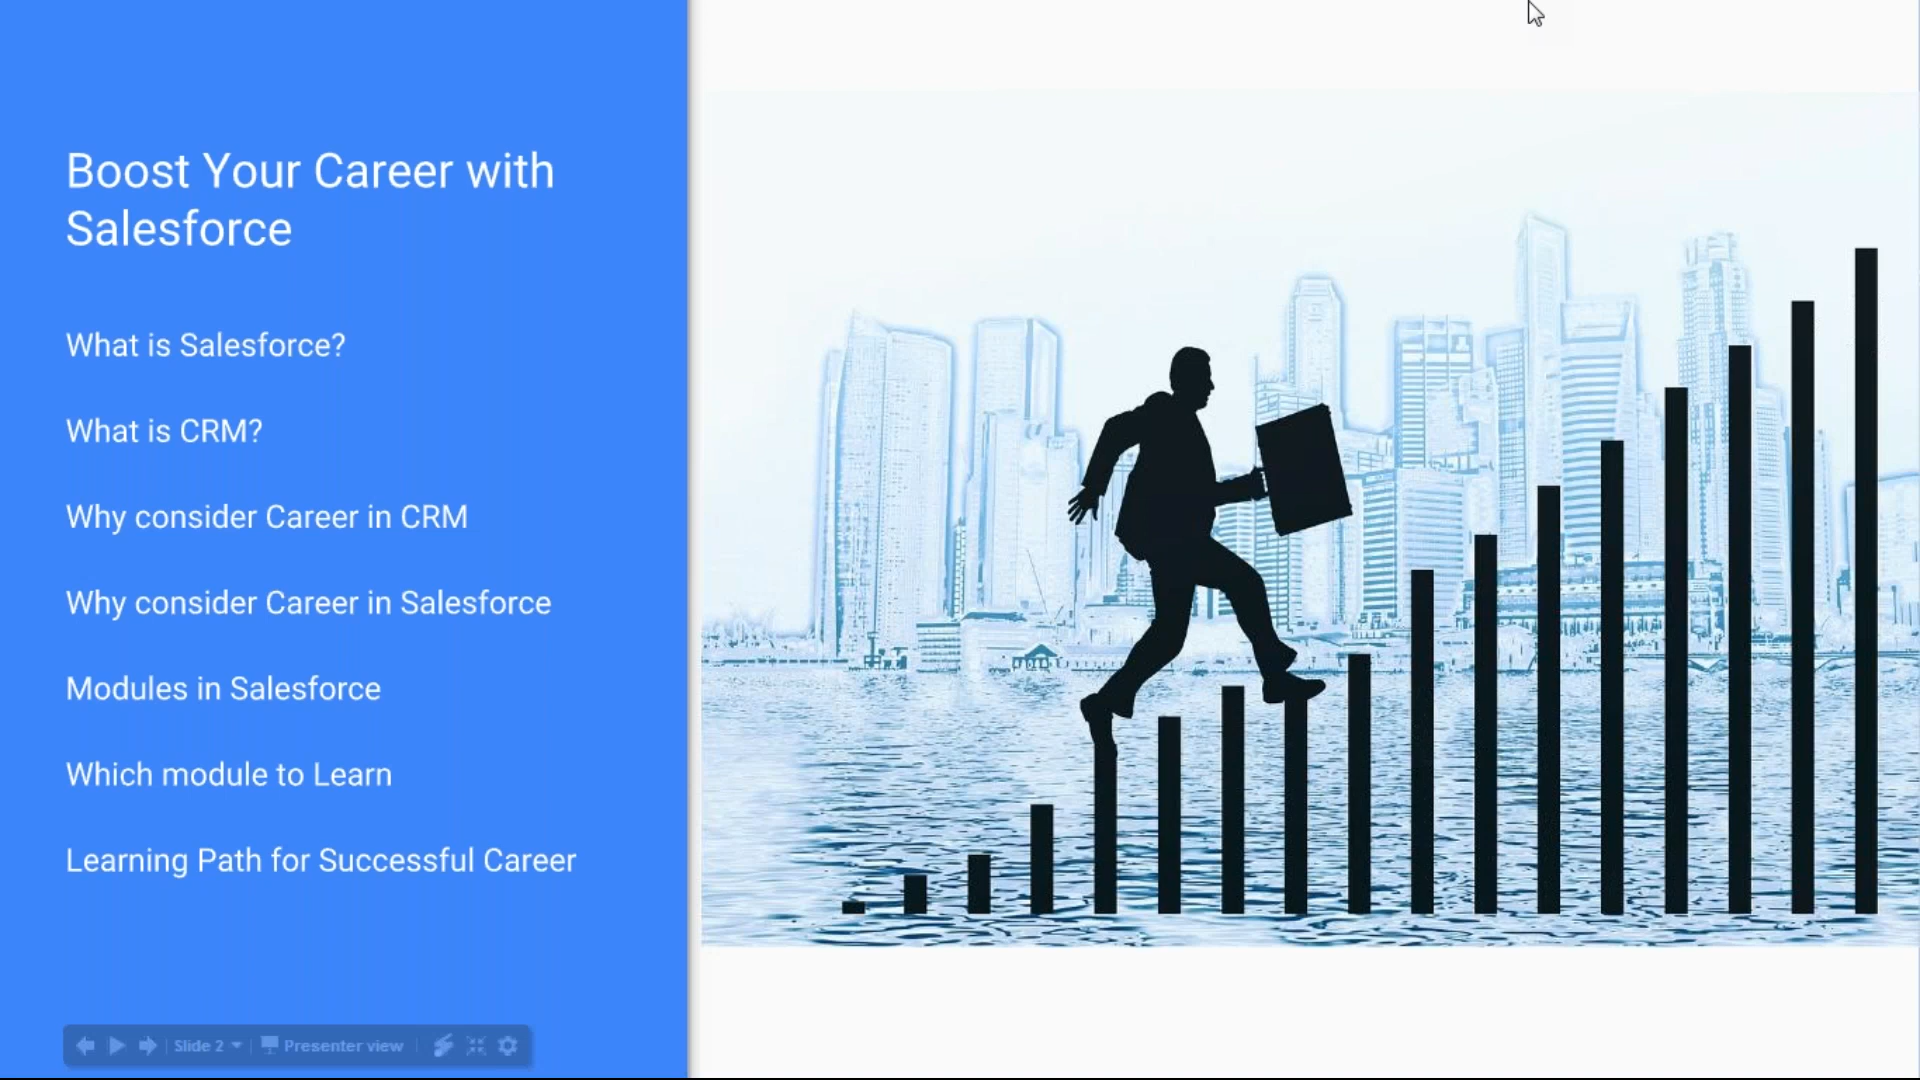 Boost Your Career with
Salesforce
What is Salesforce?
What is CRM?
Why consider Career in CRM
Why consider Career in Salesforce
Modules in Salesforce
Which module to Learn
Learning Path for Successful Career
Slide 2 Presenter view